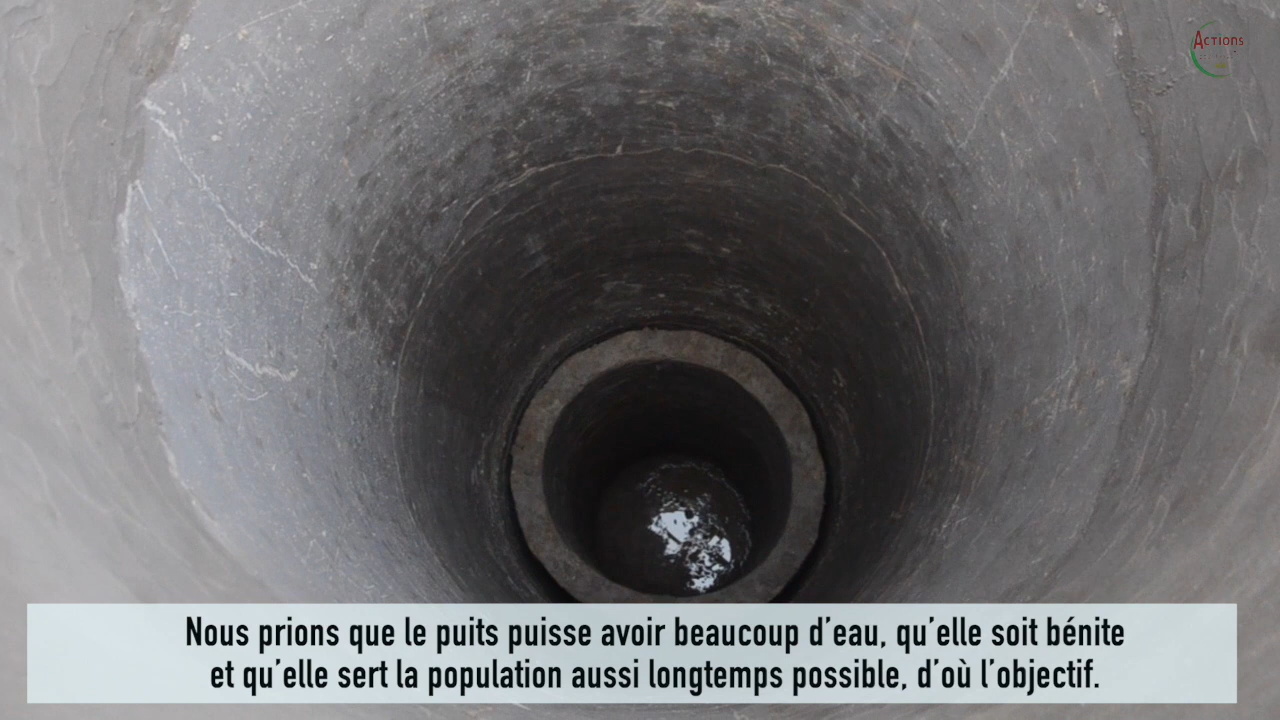 Actions
Nous prions que le puits puisse avoir beaucoup d'eau, qu'elle soit bénite
et qu'elle sert la population aussi longtemps possible, d'où l'objectif.